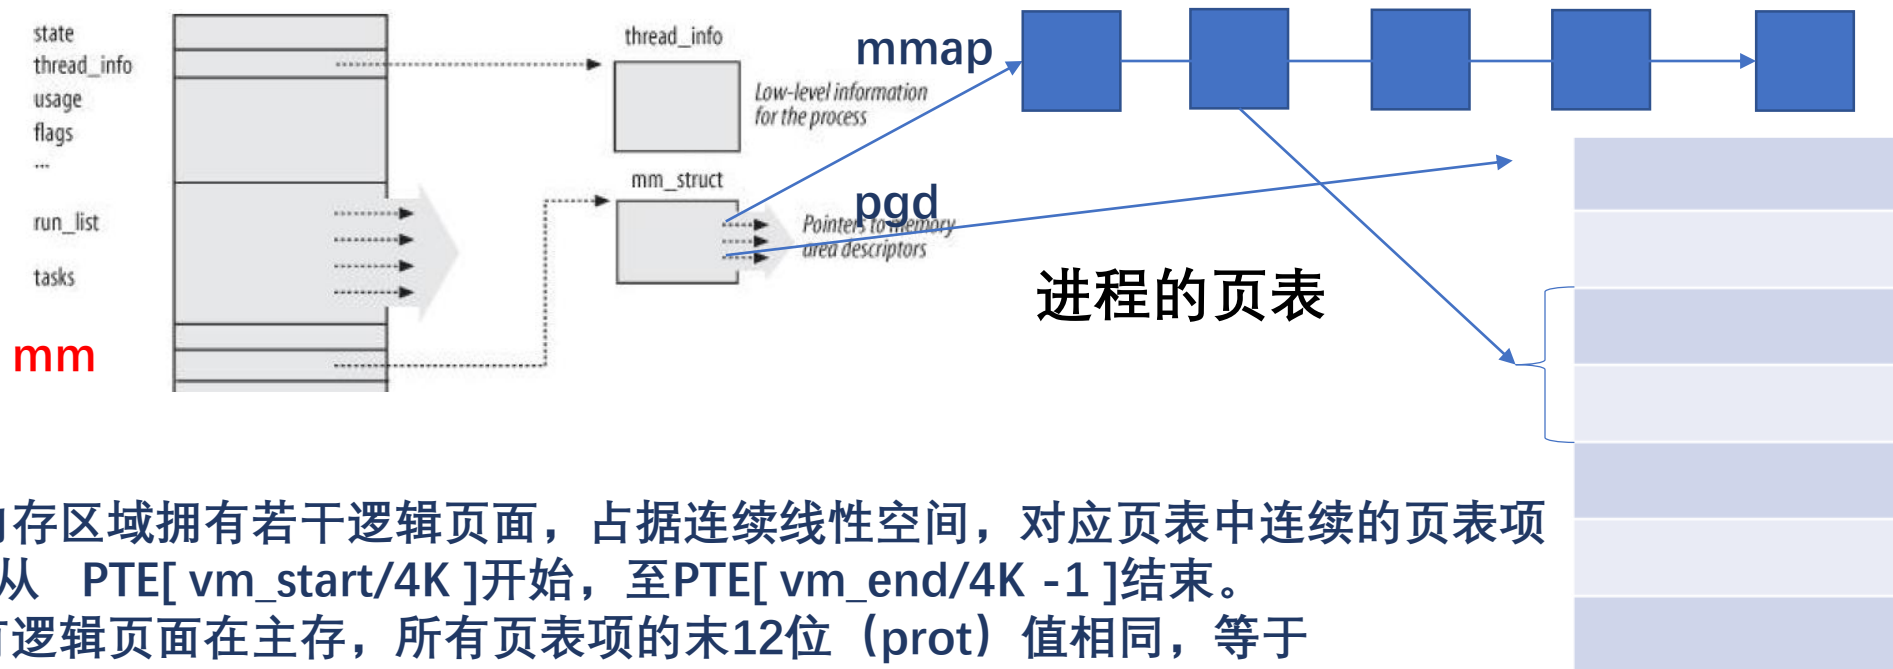 state
thread_info
usage
flags
...
run_list
tasks
mm
thread_info
Low-level information
for the process
mm_struct
Pointers to memory
area descriptors
mmap
pgd
进程的页表
存区域拥有若干逻辑页面，占据连续线性空间，对应页表中连续的页表项
从 PTE[ vm_start/4K ]开始，至PTE[ vm_end/4K -1 ]结束。
逻辑页面在主存，所有页表项的末12位（prot）值相同，等于